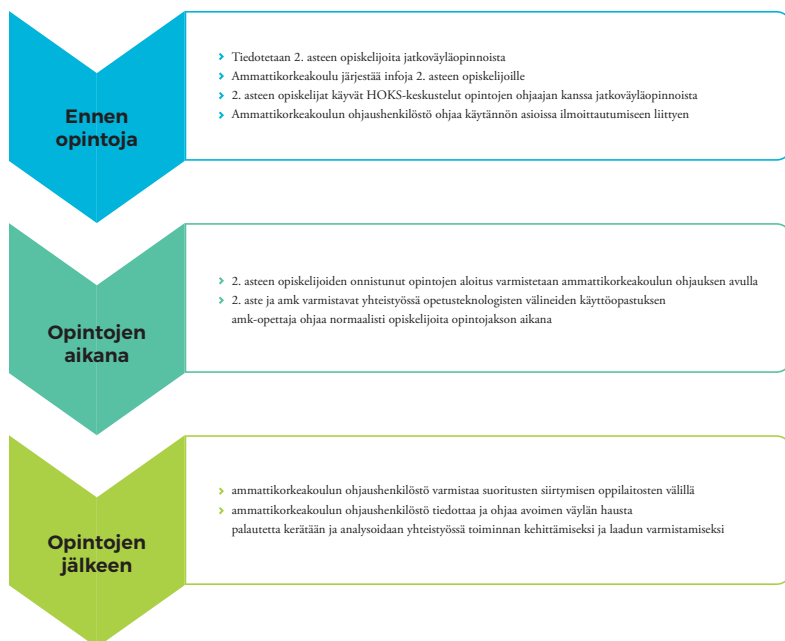 Ennen
opintoja
Tiedotetaan 2. asteen opiskelijoita jatkoväyläopinnoista
Ammattikorkeakoulu järjestää infoja 2. asteen opiskelijoille
2. asteen opiskelijat käyvät HOKS-keskustelut opintojen ohjaajan kanssa jatkoväyläopinnoista
Ammattikorkeakoulun ohjaushenkilöstö ohjaa käytännön asioissa ilmoittautumiseen liittyen
Opintojen
aikana
2. asteen opiskelijoiden onnistunut opintojen aloitus varmistetaan ammattikorkeakoulun ohjauksen avulla
2. aste ja amk varmistavat yhteistyössä opetusteknologisten välineiden käyttöopastuksen
amk-opettaja ohjaa normaalisti opiskelijoita opintojakson aikana
Opintojen
jälkeen
ammattikorkeakoulun ohjaushenkilöstö varmistaa suoritusten siirtymisen oppilaitosten välillä
ammattikorkeakoulun ohjaushenkilöstö tiedottaa ja ohjaa avoimen väylän hausta
palautetta kerätään ja analysoidaan yhteistyössä toiminnan kehittämiseksi ja laadun varmistamiseksi